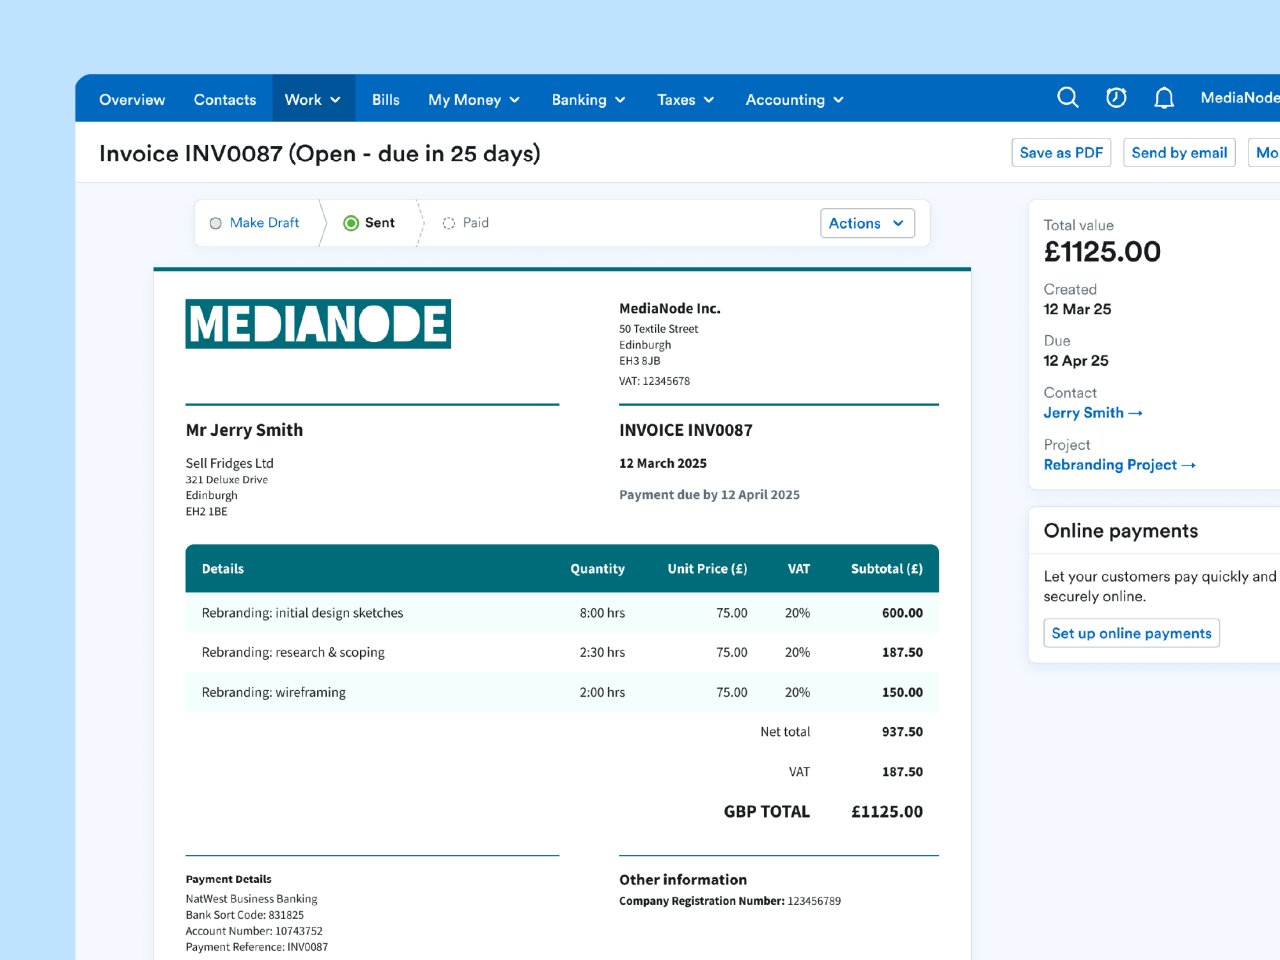 Overview Contacts Work Bills My Money Banking Taxes Accounting MediaNode
Invoice INV0087 (Open - due in 25 days)
Save as PDF Send by email
Make Draft Sent Paid Actions
MEDIANODE
MediaNode Inc.
50 Textile Street
Edinburgh
EH3 8JB
VAT: 12345678
Mr Jerry Smith
Sell Fridges Ltd
321 Deluxe Drive
Edinburgh
EH2 1BE
INVOICE INV0087
12 March 2025
Payment due by 12 April 2025
Details Quantity Unit Price (£) VAT Subtotal (£)
Rebranding: initial design sketches 8:00 hrs 75.00 20% 600.00
Rebranding: research & scoping 2:30 hrs 75.00 20% 187.50
Rebranding: wireframing 2:00 hrs 75.00 20% 150.00
Net total 937.50
VAT 187.50
GBP TOTAL £1125.00
Payment Details
NatWest Business Banking
Bank Sort Code: 831825
Account Number: 10743752
Payment Reference: INV0087
Other information
Company Registration Number: 123456789
Total value
£1125.00
Created
12 Mar 25
Due
12 Apr 25
Contact
Jerry Smith →
Project
Rebranding Project →
Online payments
Let your customers pay quickly and
securely online.
Set up online payments